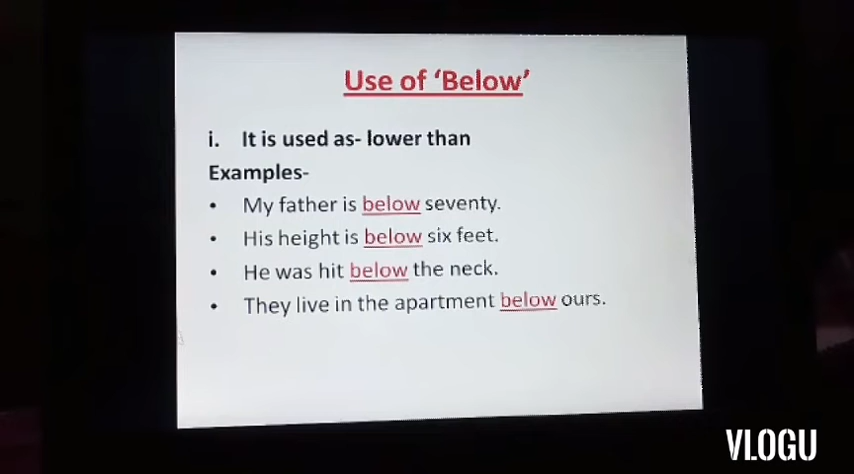 Use of ‘Below’
i. It is used as- lower than
Examples-
• My father is below seventy.
• His height is below six feet.
• He was hit below the neck.
• They live in the apartment below ours.
VLOGU